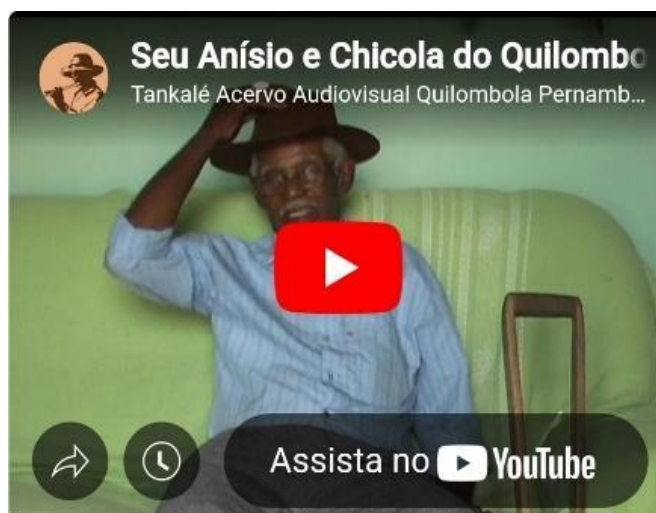 Seu Anísio e Chicola do Quilombo
Tankalé Acervo Audiovisual Quilombola Pernamb...
Assista no YouTube